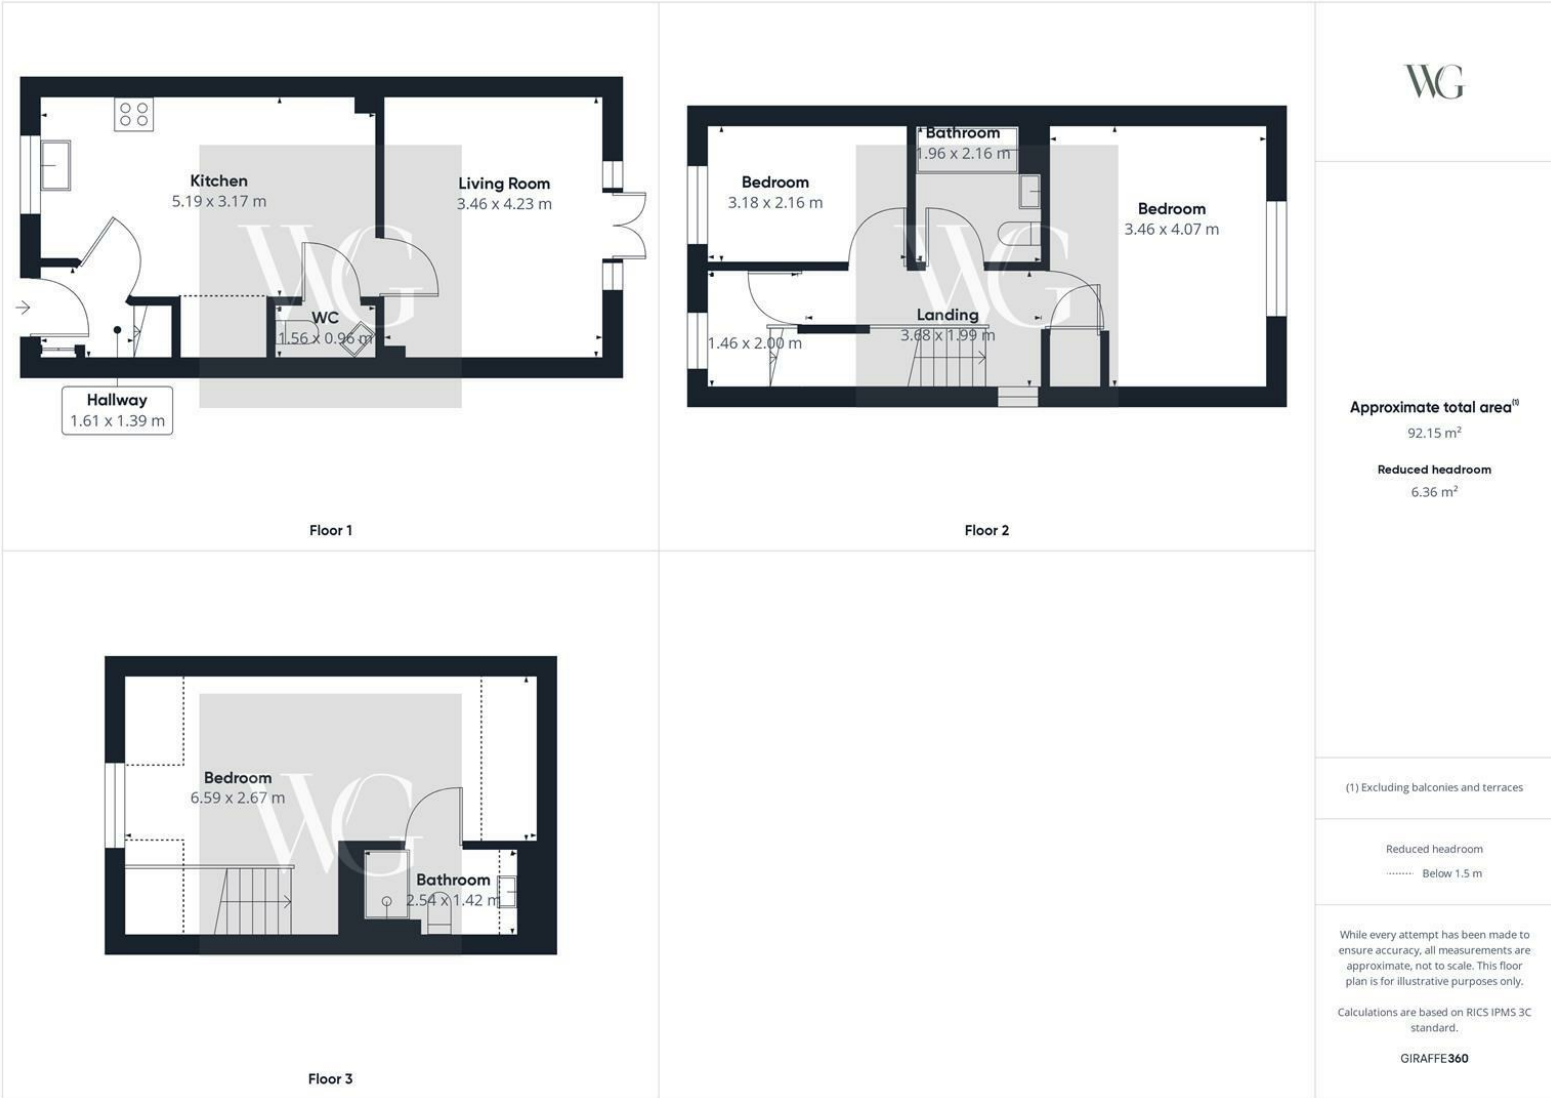 Kitchen
5.19 x 3.17 m
Living Room
3.46 x 4.23 m
WC
1.56 x 0.96 m
Hallway
1.61 x 1.39 m
WG
Floor 1
Bathroom
1.96 x 2.16 m
Bedroom
3.18 x 2.16 m
Bedroom
3.46 x 4.07 m
Landing
3.68 x 1.99 m
1.46 x 2.00 m
WG
Floor 2
Bedroom
6.59 x 2.67 m
Bathroom
2.54 x 1.42 m
WG
Floor 3
WG
Approximate total area(1)
92.15 m²
Reduced headroom
6.36 m²
(1) Excluding balconies and terraces
Reduced headroom
Below 1.5 m
While every attempt has been made to
ensure accuracy, all measurements are
approximate, not to scale. This floor
plan is for illustrative purposes only.
Calculations are based on RICS IPMS 3C
standard.
GIRAFFE360